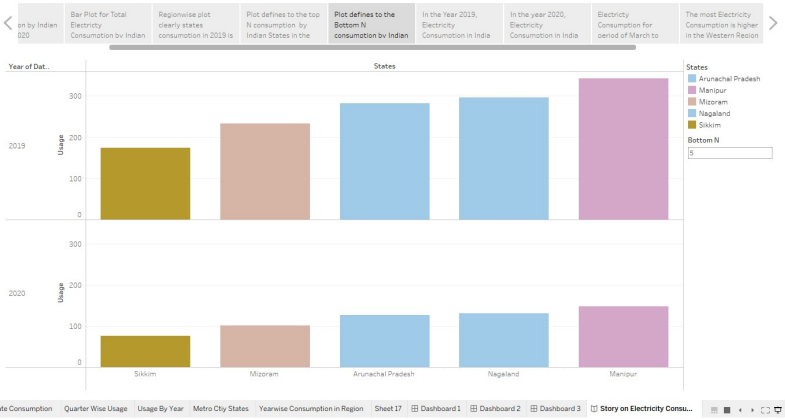 on by Indien
020
Bar Plot for Total
Electricity
Consumption by Indian
Regionwise plot
clearly states
consumption in 2019 is
Plot defines to the top
N consumption by
Indian States in the
Plot defines to the
Bottom N
consumption by Indian
In the Year 2019,
Electricity
Consumption in India
In the year 2020,
Electricity
Consumption in India
Electricty
Consumption for
period of March to
The most Electricity
Consumption is higher
in the Western Region
Year of Dat..
States
2019
Usage
300
200
100
0
2020
Usage
300
200
100
0
Sikkim
Mizoram
Arunachal Pradesh
Nagaland
Manipur
States
Arunachal Pradesh
Manipur
Mizoram
Nagaland
Sikkim
Bottom N
5
te Consumption
Quarter Wise Usage
Usage By Year
Metro Ctiy States
Yearwise Consumption in Region
Sheet 17
Dashboard 1
Dashboard 2
Dashboard 3
Story on Electricity Consu...